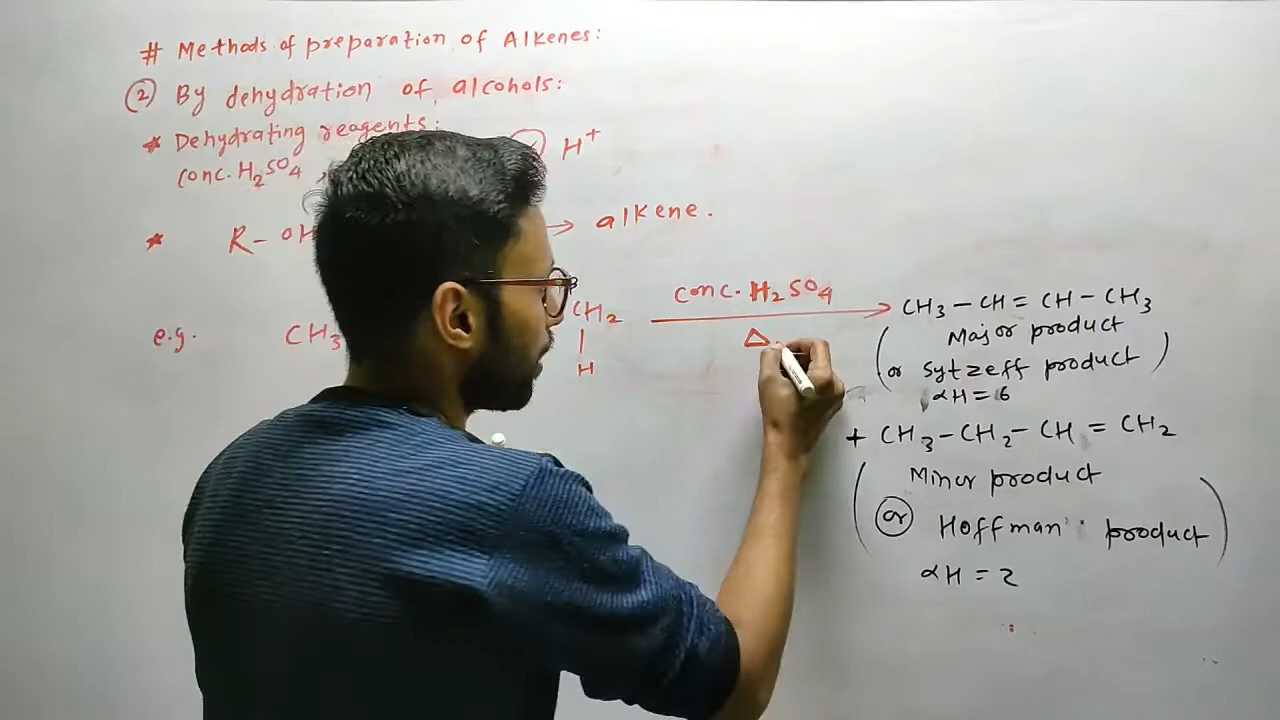 # Methods of preparation of Alkenes:
(2) By dehydration of alcohols:
* Dehydrating reagents:
conc. H2SO4 , H+
* R- OH → alkene.
e.g. CH3 CH2
|
H
conc. H2SO4
Δ
CH3 - CH = CH - CH3
( Major product
or Sytzeff product )
αH = 6
+ CH3 - CH2 - CH = CH2
( Minor product
or Hoffman product )
αH = 2